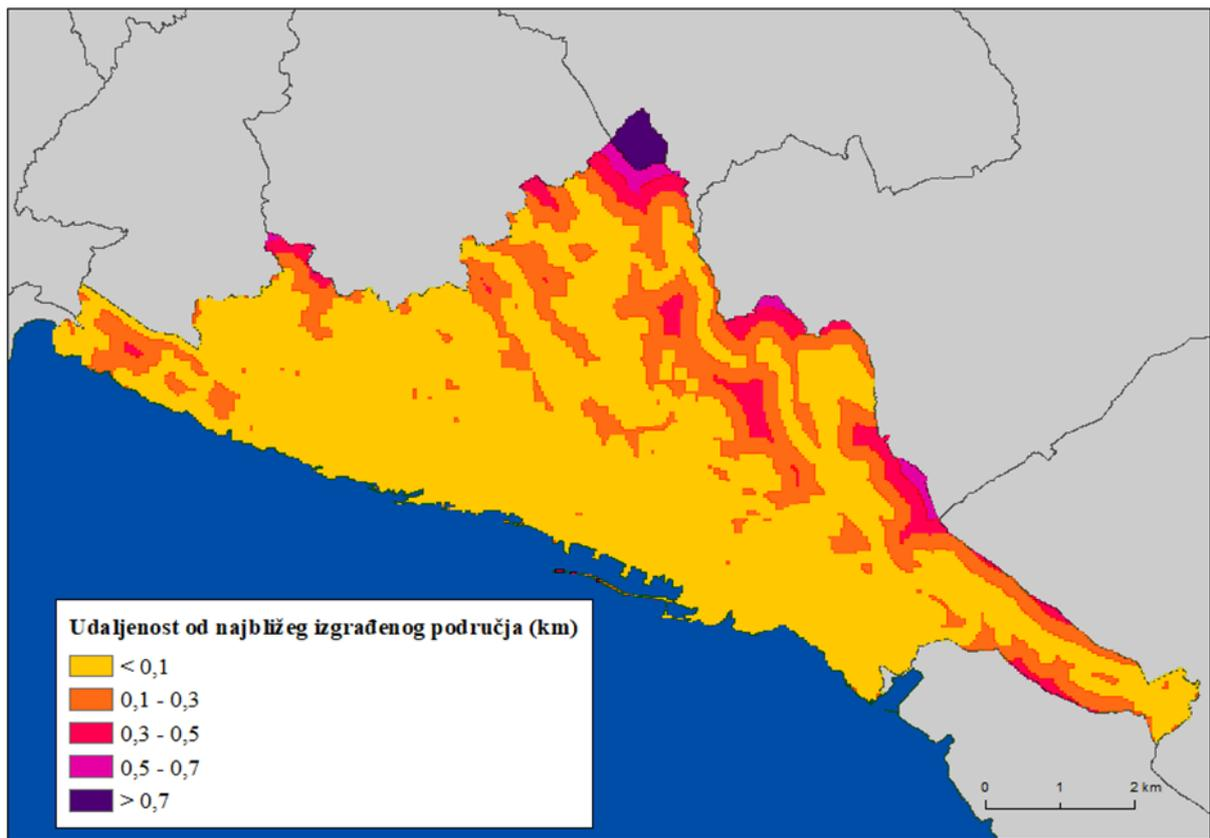 Udaljenost od najbližeg izgrađenog područja (km)
< 0,1
0,1 - 0,3
0,3 - 0,5
0,5 - 0,7
> 0,7
0 1 2 km